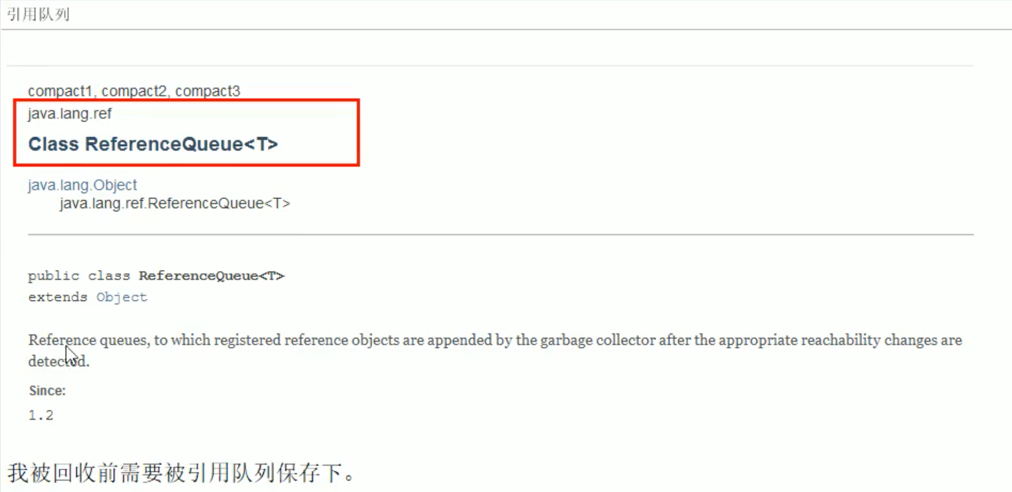 引用队列
compact1, compact2, compact3
java.lang.ref
Class ReferenceQueue<T>
java.lang.Object
java.lang.ref.ReferenceQueue<T>
public class ReferenceQueue<T>
extends Object
Reference queues, to which registered reference objects are appended by the garbage collector after the appropriate reachability changes are
detected.
Since:
1.2
我被回收前需要被引用队列保存下。